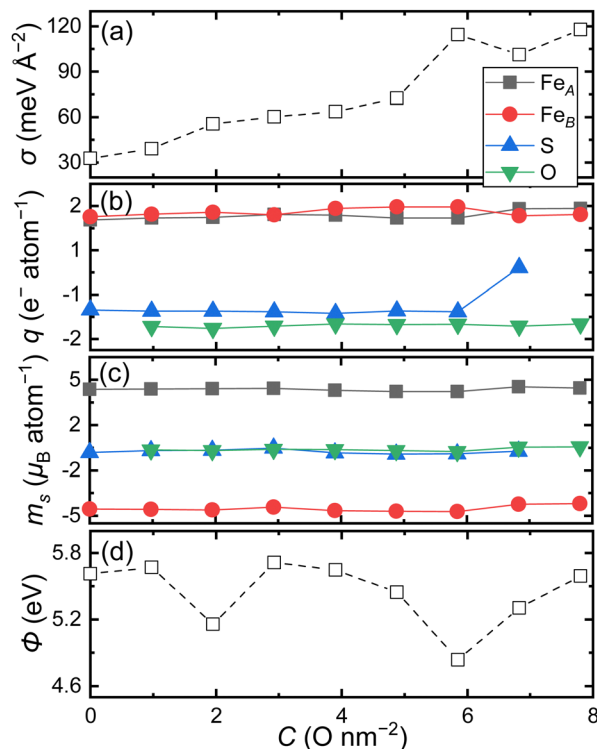 (a)
120
90
60
30
σ (meV Å⁻²)
Fe_A
Fe_B
S
O
(b)
2
1
-1
-2
q (e⁻ atom⁻¹)
(c)
5
2
-2
-5
m_s (μ_B atom⁻¹)
(d)
5.8
5.2
4.6
Φ (eV)
0 2 4 6 8
C (O nm⁻²)